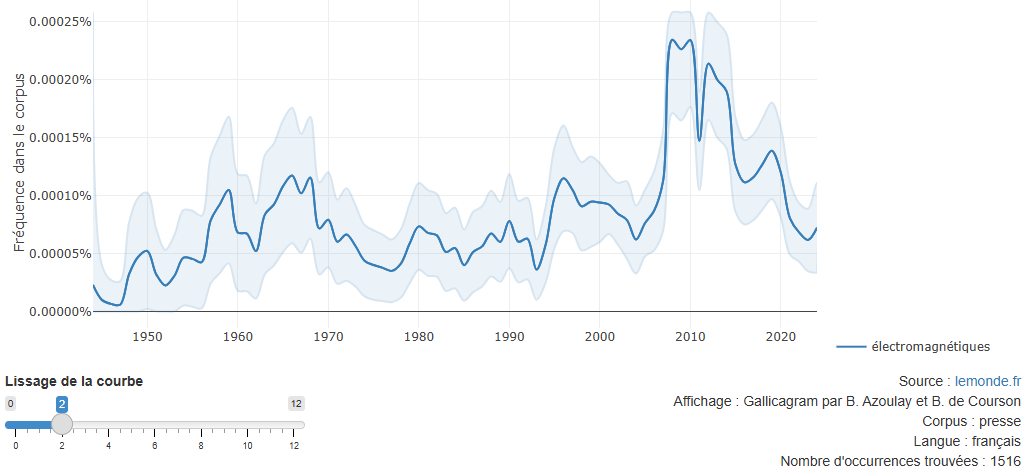 0.00025%
0.00020%
0.00015%
0.00010%
0.00005%
0.00000%
Fréquence dans le corpus
1950 1960 1970 1980 1990 2000 2010 2020
électromagnétiques
Lissage de la courbe
0 2 12
0 2 4 6 8 10 12
Source : lemonde.fr
Affichage : Gallicagram par B. Azoulay et B. de Courson
Corpus : presse
Langue : français
Nombre d'occurrences trouvées : 1516